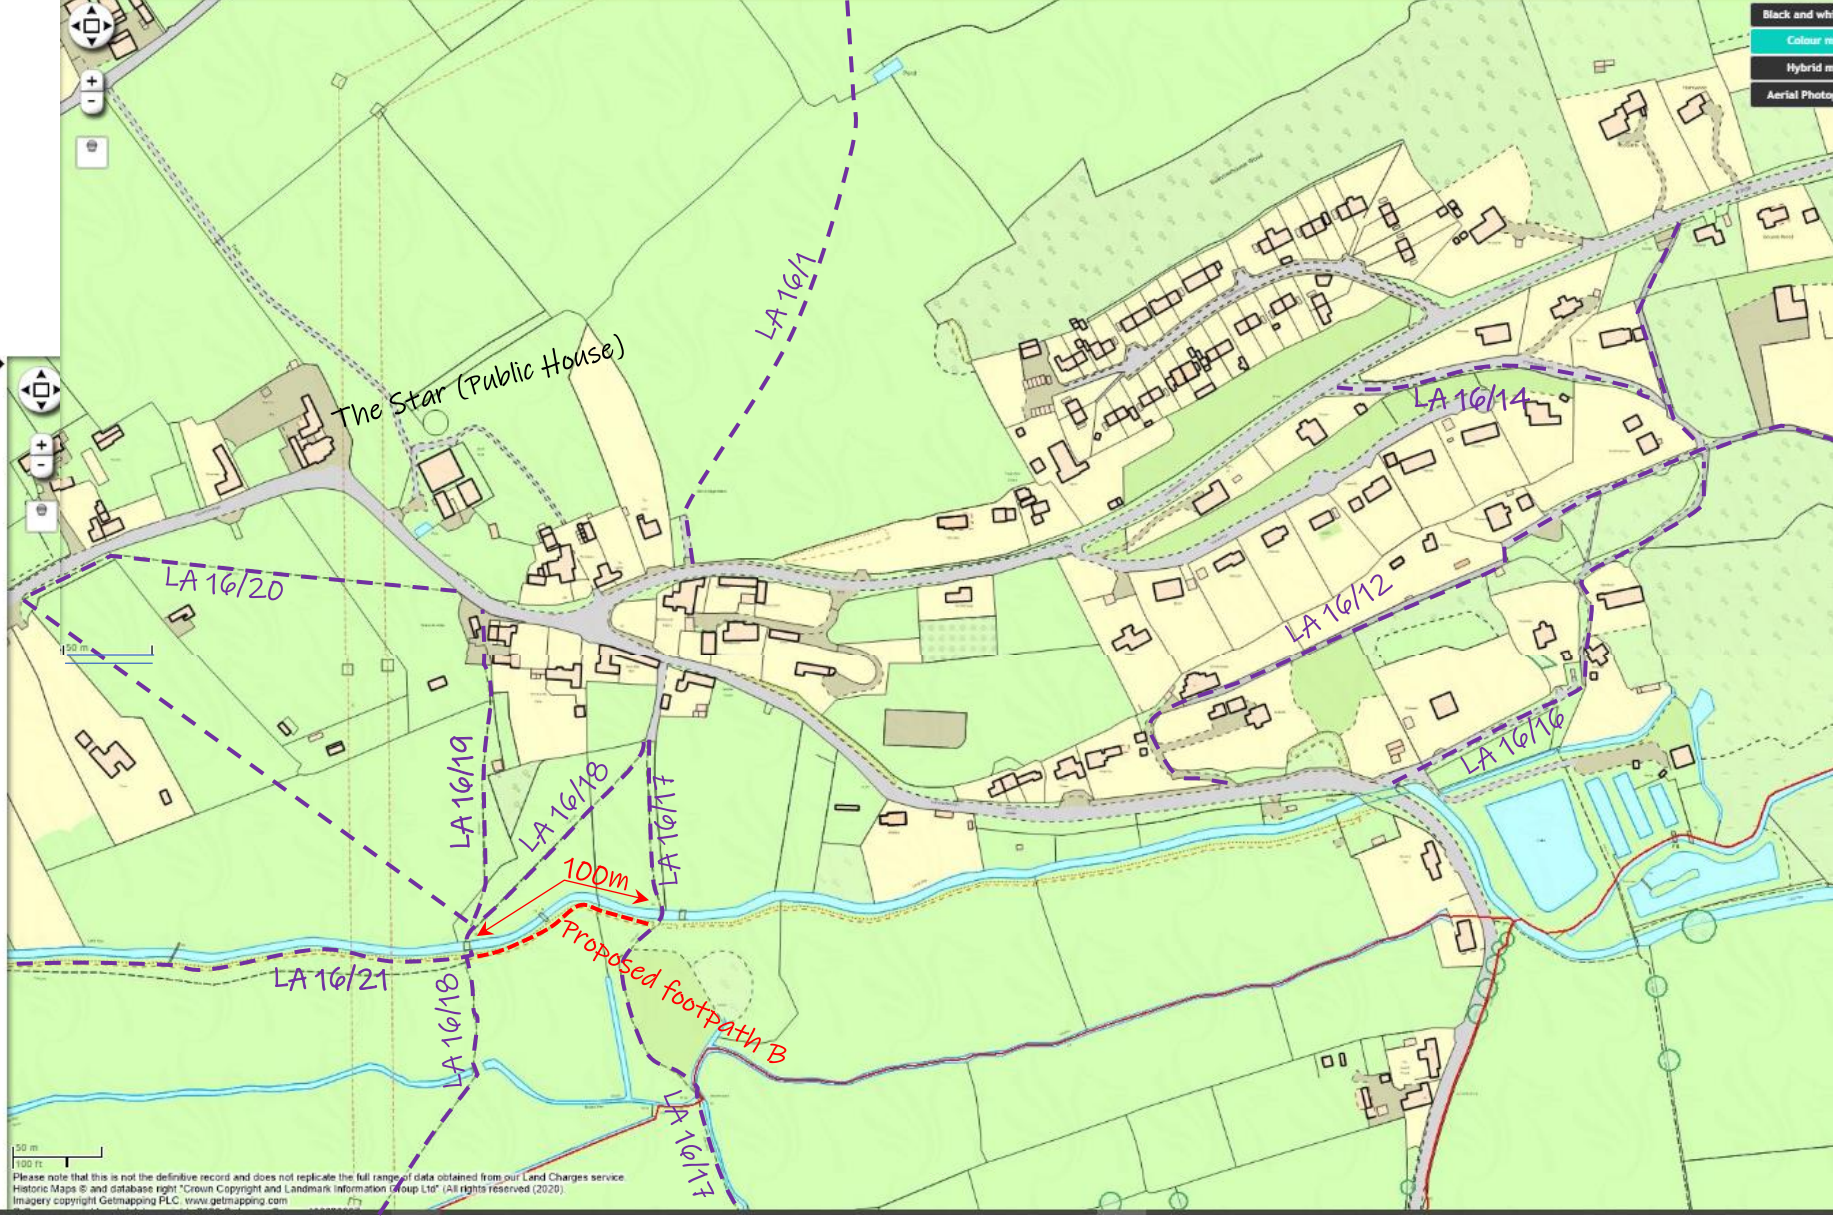 Black and wh
Colour m
Hybrid m
Aerial Photo
Pond
LA 16/1
The Star (Public House)
LA 16/14
LA 16/20
LA 16/12
50 m
LA 16/19
LA 16/18
LA 16/17
LA 16/16
100m
Proposed footpath B
LA 16/21
LA 16/18
LA 16/17
50 m
100 ft
Please note that this is not the definitive record and does not replicate the full range of data obtained from our Land Charges service.
Historic Maps © and database right "Crown Copyright and Landmark Information Group Ltd" (All rights reserved (2020).
Imagery copyright Getmapping PLC. www.getmapping.com